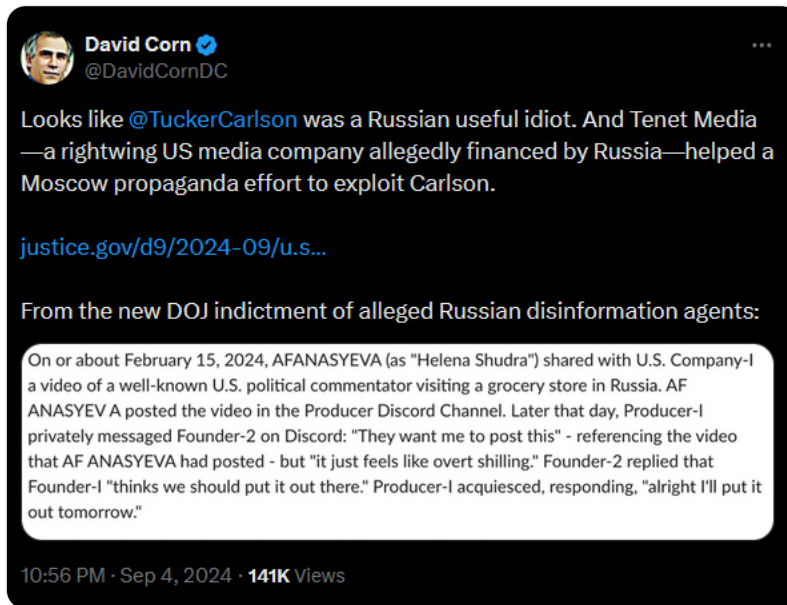 David Corn
@DavidCornDC
Looks like @TuckerCarlson was a Russian useful idiot. And Tenet Media
—a rightwing US media company allegedly financed by Russia—helped a
Moscow propaganda effort to exploit Carlson.
justice.gov/d9/2024-09/u.s...
From the new DOJ indictment of alleged Russian disinformation agents:
On or about February 15, 2024, AFANASYEVA (as "Helena Shudra") shared with U.S. Company-I
a video of a well-known U.S. political commentator visiting a grocery store in Russia. AF
ANASYEV A posted the video in the Producer Discord Channel. Later that day, Producer-I
privately messaged Founder-2 on Discord: "They want me to post this" - referencing the video
that AF ANASYEVA had posted - but "it just feels like overt shilling." Founder-2 replied that
Founder-I "thinks we should put it out there." Producer-I acquiesced, responding, "alright I'll put it
out tomorrow."
10:56 PM · Sep 4, 2024 · 141K Views